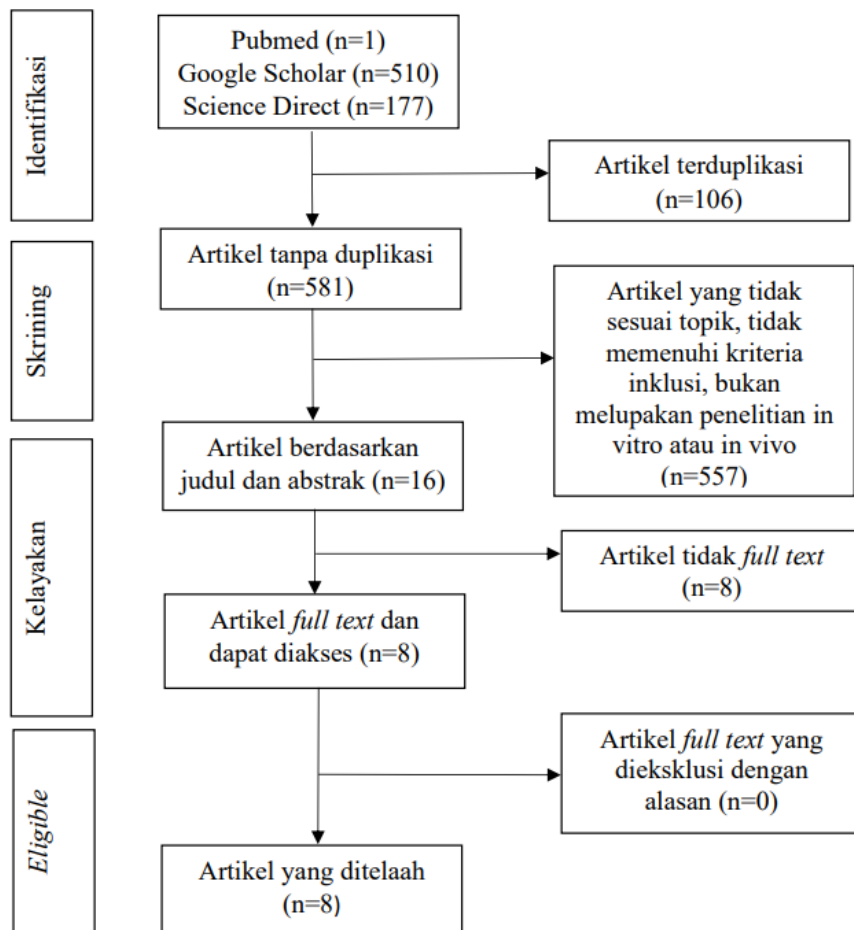 Identifikasi
Pubmed (n=1)
Google Scholar (n=510)
Science Direct (n=177)
Artikel terduplikasi
(n=106)
Skrining
Artikel tanpa duplikasi
(n=581)
Artikel yang tidak
sesuai topik, tidak
memenuhi kriteria
inklusi, bukan
melupakan penelitian in
vitro atau in vivo
(n=557)
Kelayakan
Artikel berdasarkan
judul dan abstrak (n=16)
Artikel tidak full text
(n=8)
Artikel full text dan
dapat diakses (n=8)
Eligible
Artikel full text yang
dieksklusi dengan
alasan (n=0)
Artikel yang ditelaah
(n=8)